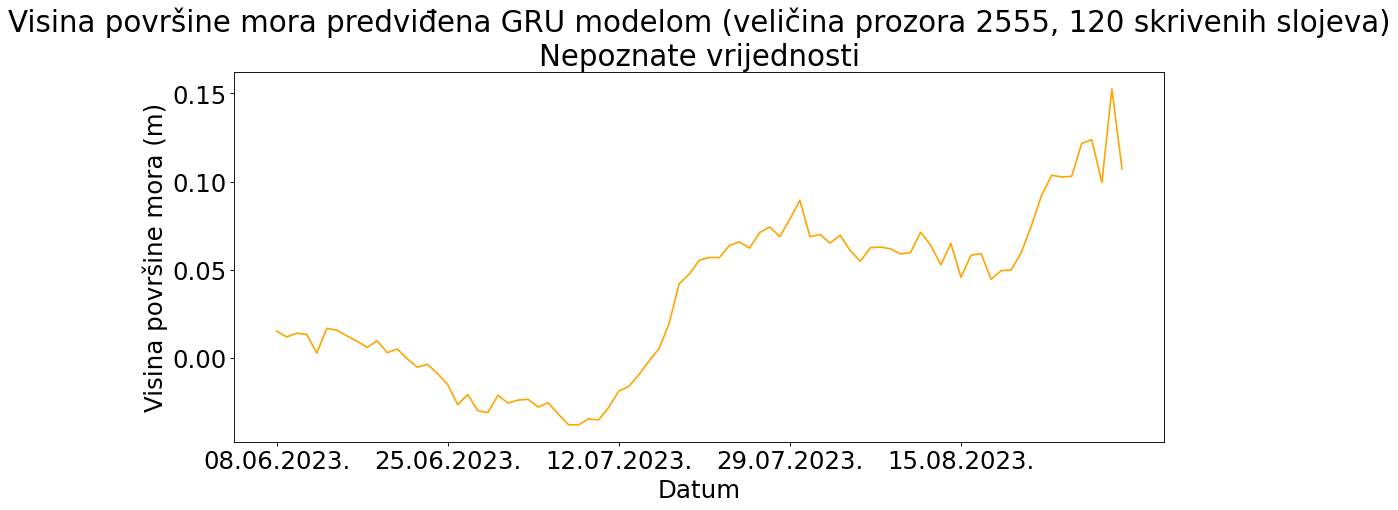 Visina površine mora predviđena GRU modelom (veličina prozora 2555, 120 skrivenih slojeva)
Nepoznate vrijednosti
Visina površine mora (m)
0.15
0.10
0.05
0.00
08.06.2023.
25.06.2023.
12.07.2023.
29.07.2023.
15.08.2023.
Datum